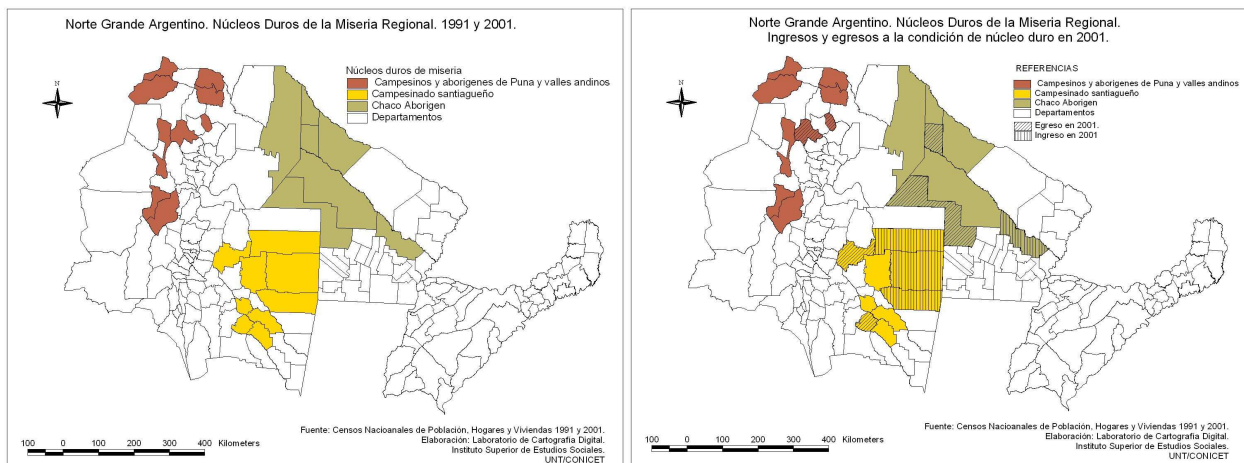 Norte Grande Argentino. Núcleos Duros de la Miseria Regional. 1991 y 2001.
N
Núcleos duros de miseria
Campesinos y aborígenes de Puna y valles andinos
Campesinado santiagueño
Chaco Aborigen
Departamentos
Fuente: Censos Nacioanales de Población, Hogares y Viviendas 1991 y 2001.
Elaboración: Laboratorio de Cartografia Digital.
Instituto Superior de Estudios Sociales.
UNT/CONICET
100 0 100 200 300 400 Kilometers
Norte Grande Argentino. Núcleos Duros de la Miseria Regional.
Ingresos y egresos a la condición de núcleo duro en 2001.
N
REFERENCIAS
Campesinos y aborigenes de Puna y valles andinos
Campesinado santiagueño
Chaco Aborigen
Departamentos
Egreso en 2001.
Ingreso en 2001
Fuente: Censos Nacioanales de Población, Hogares y Viviendas 1991 y 2001.
Elaboración: Laboratorio de Cartografia Digital.
Instituto Superior de Estudios Sociales.
UNT/CONICET
100 0 100 200 300 400 Kilometers